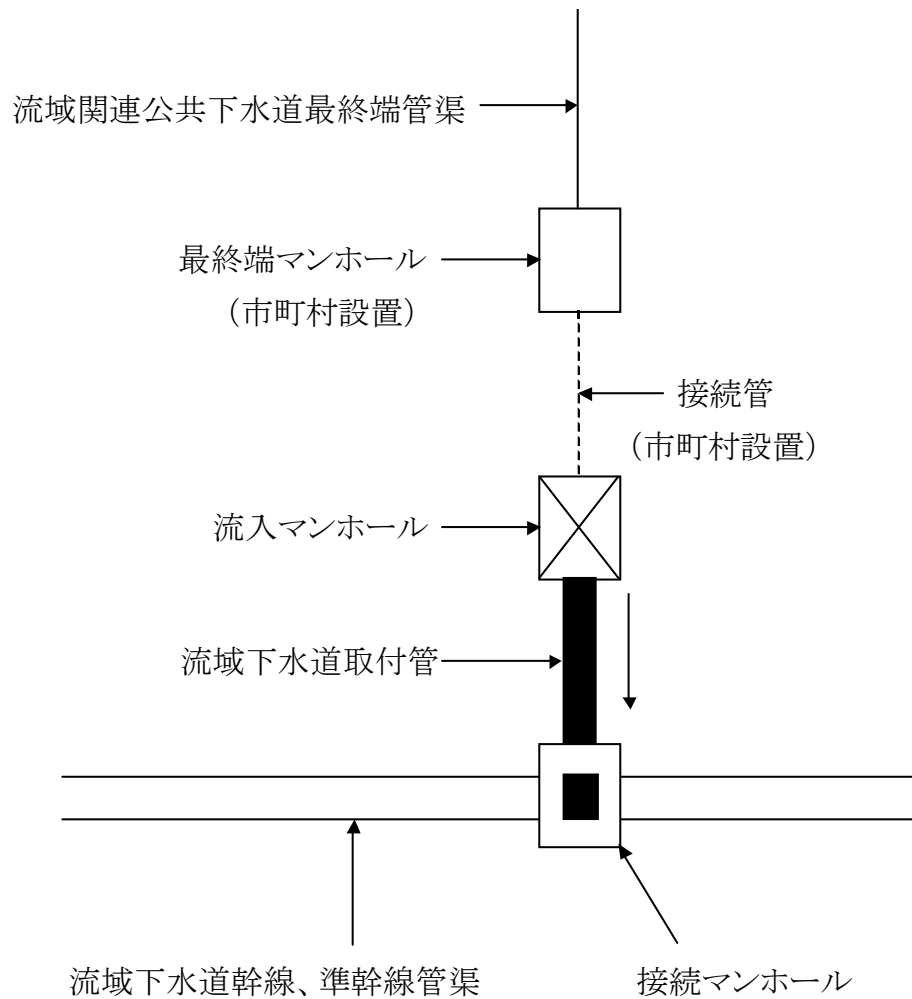 流域関連公共下水道最終端管渠
最終端マンホール
（市町村設置）
接続管
（市町村設置）
流入マンホール
流域下水道取付管
流域下水道幹線、準幹線管渠
接続マンホール